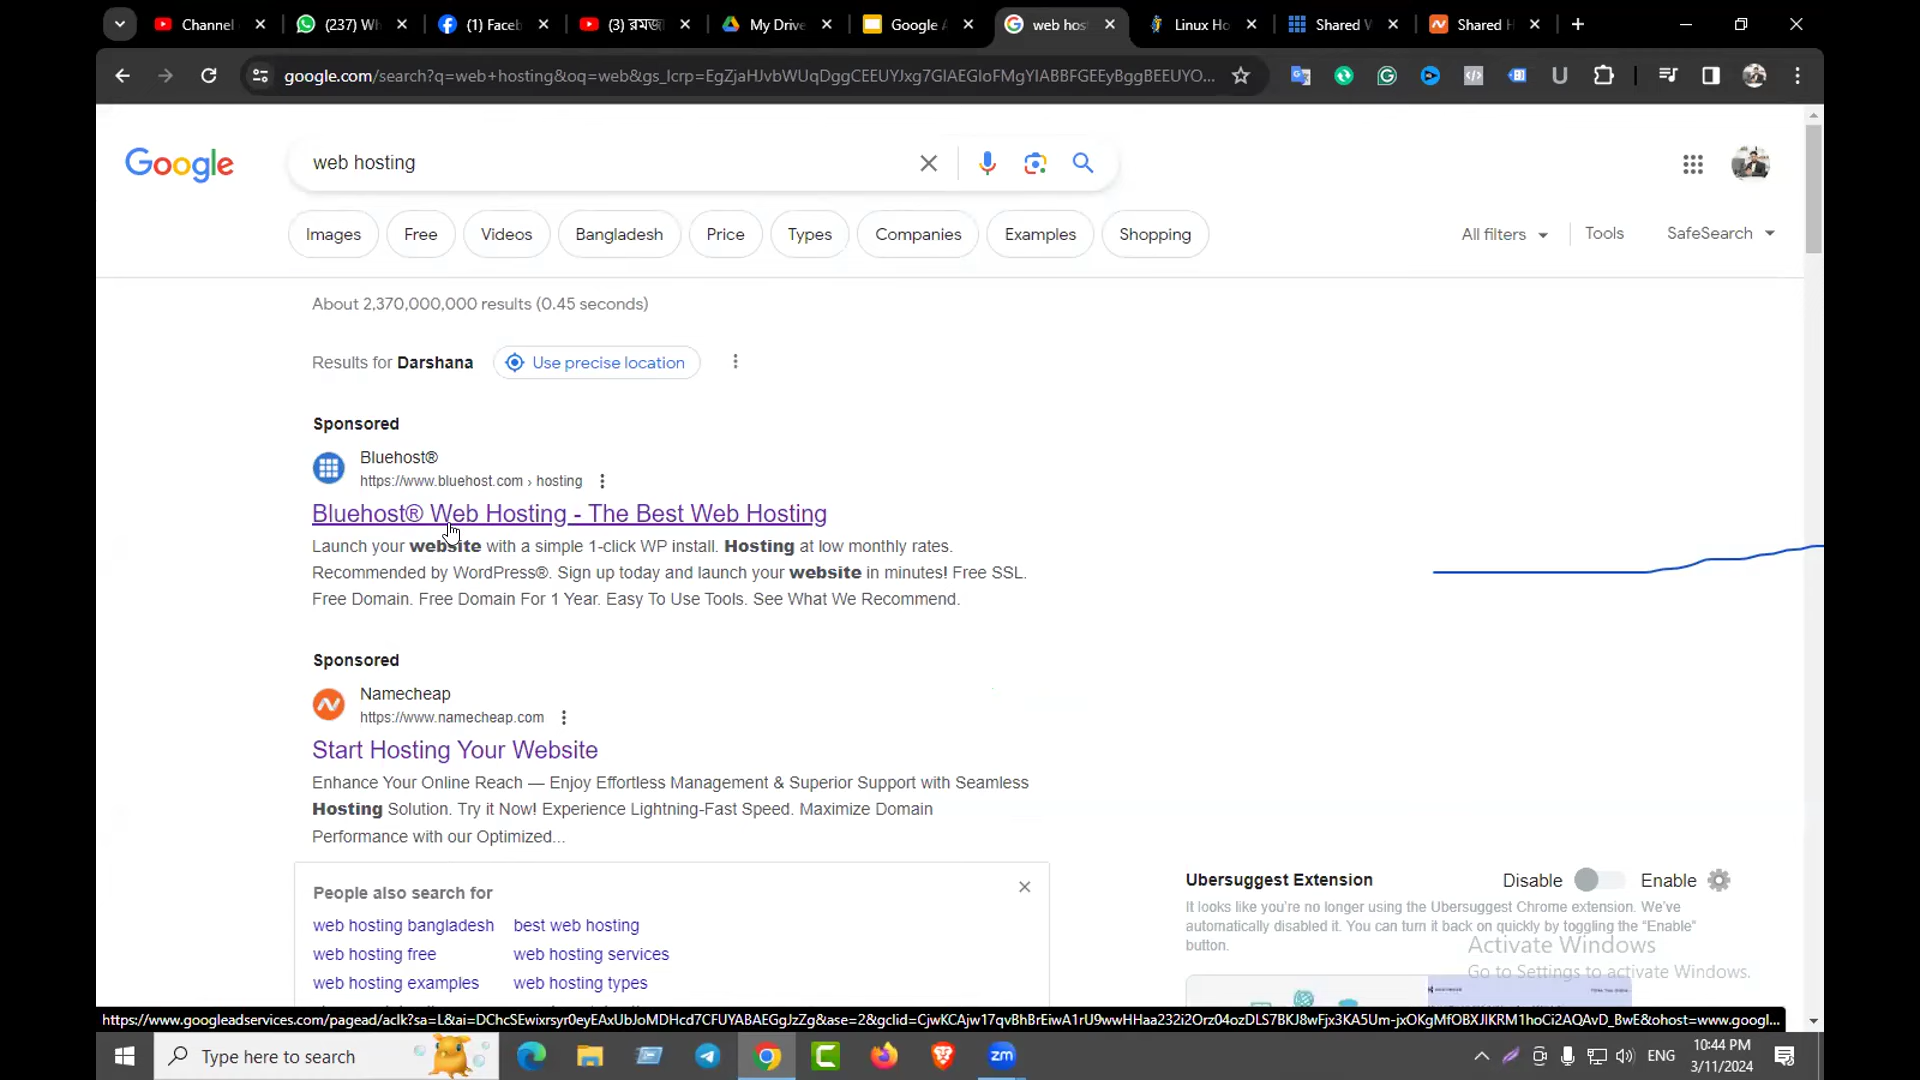 Channel
(237) Wh
(1) Faceb
(3) রমজা
My Drive
Google A
web hos
Linux Ho
Shared W
Shared H
google.com/search?q=web+hosting&oq=web&gs_lcrp=EgZjaHJvbWUqDggCEEUYJxg7GIAEGIoFMgYIABBFGEEyBggBEEUYO...
Google
web hosting
Images
Free
Videos
Bangladesh
Price
Types
Companies
Examples
Shopping
All filters
Tools
SafeSearch
About 2,370,000,000 results (0.45 seconds)
Results for Darshana
Use precise location
Sponsored
Bluehost®
https://www.bluehost.com › hosting
Bluehost® Web Hosting - The Best Web Hosting
Launch your website with a simple 1-click WP install. Hosting at low monthly rates.
Recommended by WordPress®. Sign up today and launch your website in minutes! Free SSL.
Free Domain. Free Domain For 1 Year. Easy To Use Tools. See What We Recommend.
Sponsored
Namecheap
https://www.namecheap.com
Start Hosting Your Website
Enhance Your Online Reach — Enjoy Effortless Management & Superior Support with Seamless
Hosting Solution. Try it Now! Experience Lightning-Fast Speed. Maximize Domain
Performance with our Optimized...
People also search for
web hosting bangladesh
best web hosting
web hosting free
web hosting services
web hosting examples
web hosting types
Ubersuggest Extension
Disable
Enable
It looks like you're no longer using the Ubersuggest Chrome extension. We've
automatically disabled it. You can turn it back on quickly by toggling the "Enable"
button.
Activate Windows
Go to Settings to activate Windows.
Type here to search
zm
ENG
10:44 PM
3/11/2024